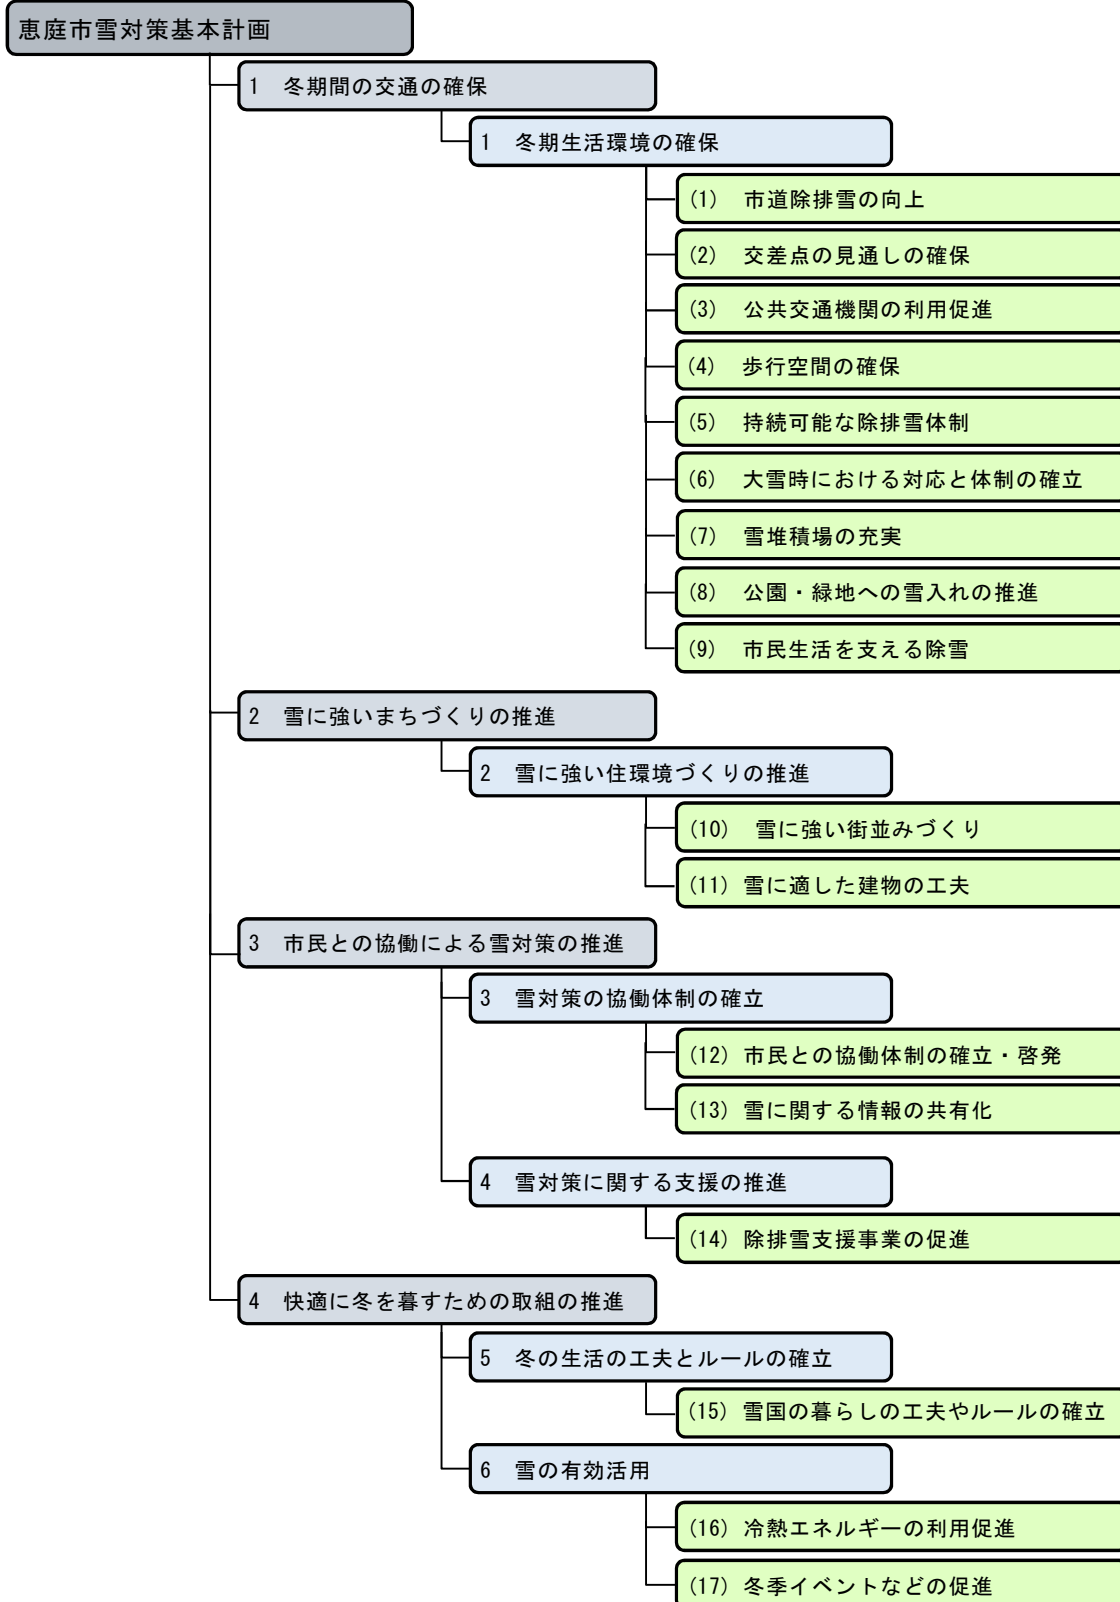 恵庭市雪対策基本計画
1 冬期間の交通の確保
1 冬期生活環境の確保
(1) 市道除排雪の向上
(2) 交差点の見通しの確保
(3) 公共交通機関の利用促進
(4) 歩行空間の確保
(5) 持続可能な除排雪体制
(6) 大雪時における対応と体制の確立
(7) 雪堆積場の充実
(8) 公園・緑地への雪入れの推進
(9) 市民生活を支える除雪
2 雪に強いまちづくりの推進
2 雪に強い住環境づくりの推進
(10) 雪に強い街並みづくり
(11) 雪に適した建物の工夫
3 市民との協働による雪対策の推進
3 雪対策の協働体制の確立
(12) 市民との協働体制の確立・啓発
(13) 雪に関する情報の共有化
4 雪対策に関する支援の推進
(14) 除排雪支援事業の促進
4 快適に冬を暮すための取組の推進
5 冬の生活の工夫とルールの確立
(15) 雪国の暮らしの工夫やルールの確立
6 雪の有効活用
(16) 冷熱エネルギーの利用促進
(17) 冬季イベントなどの促進